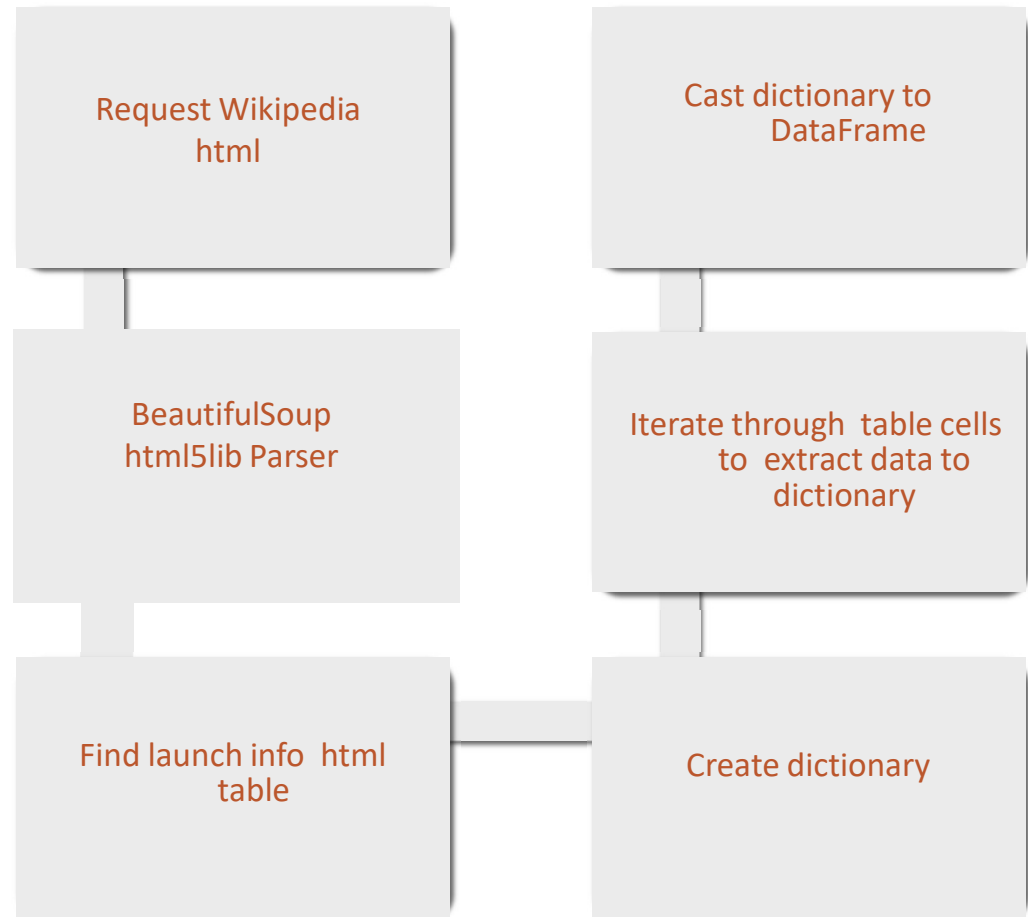 Request Wikipedia
html
BeautifulSoup
html5lib Parser
Find launch info html
table
Create dictionary
Iterate through table cells
to extract data to
dictionary
Cast dictionary to
DataFrame